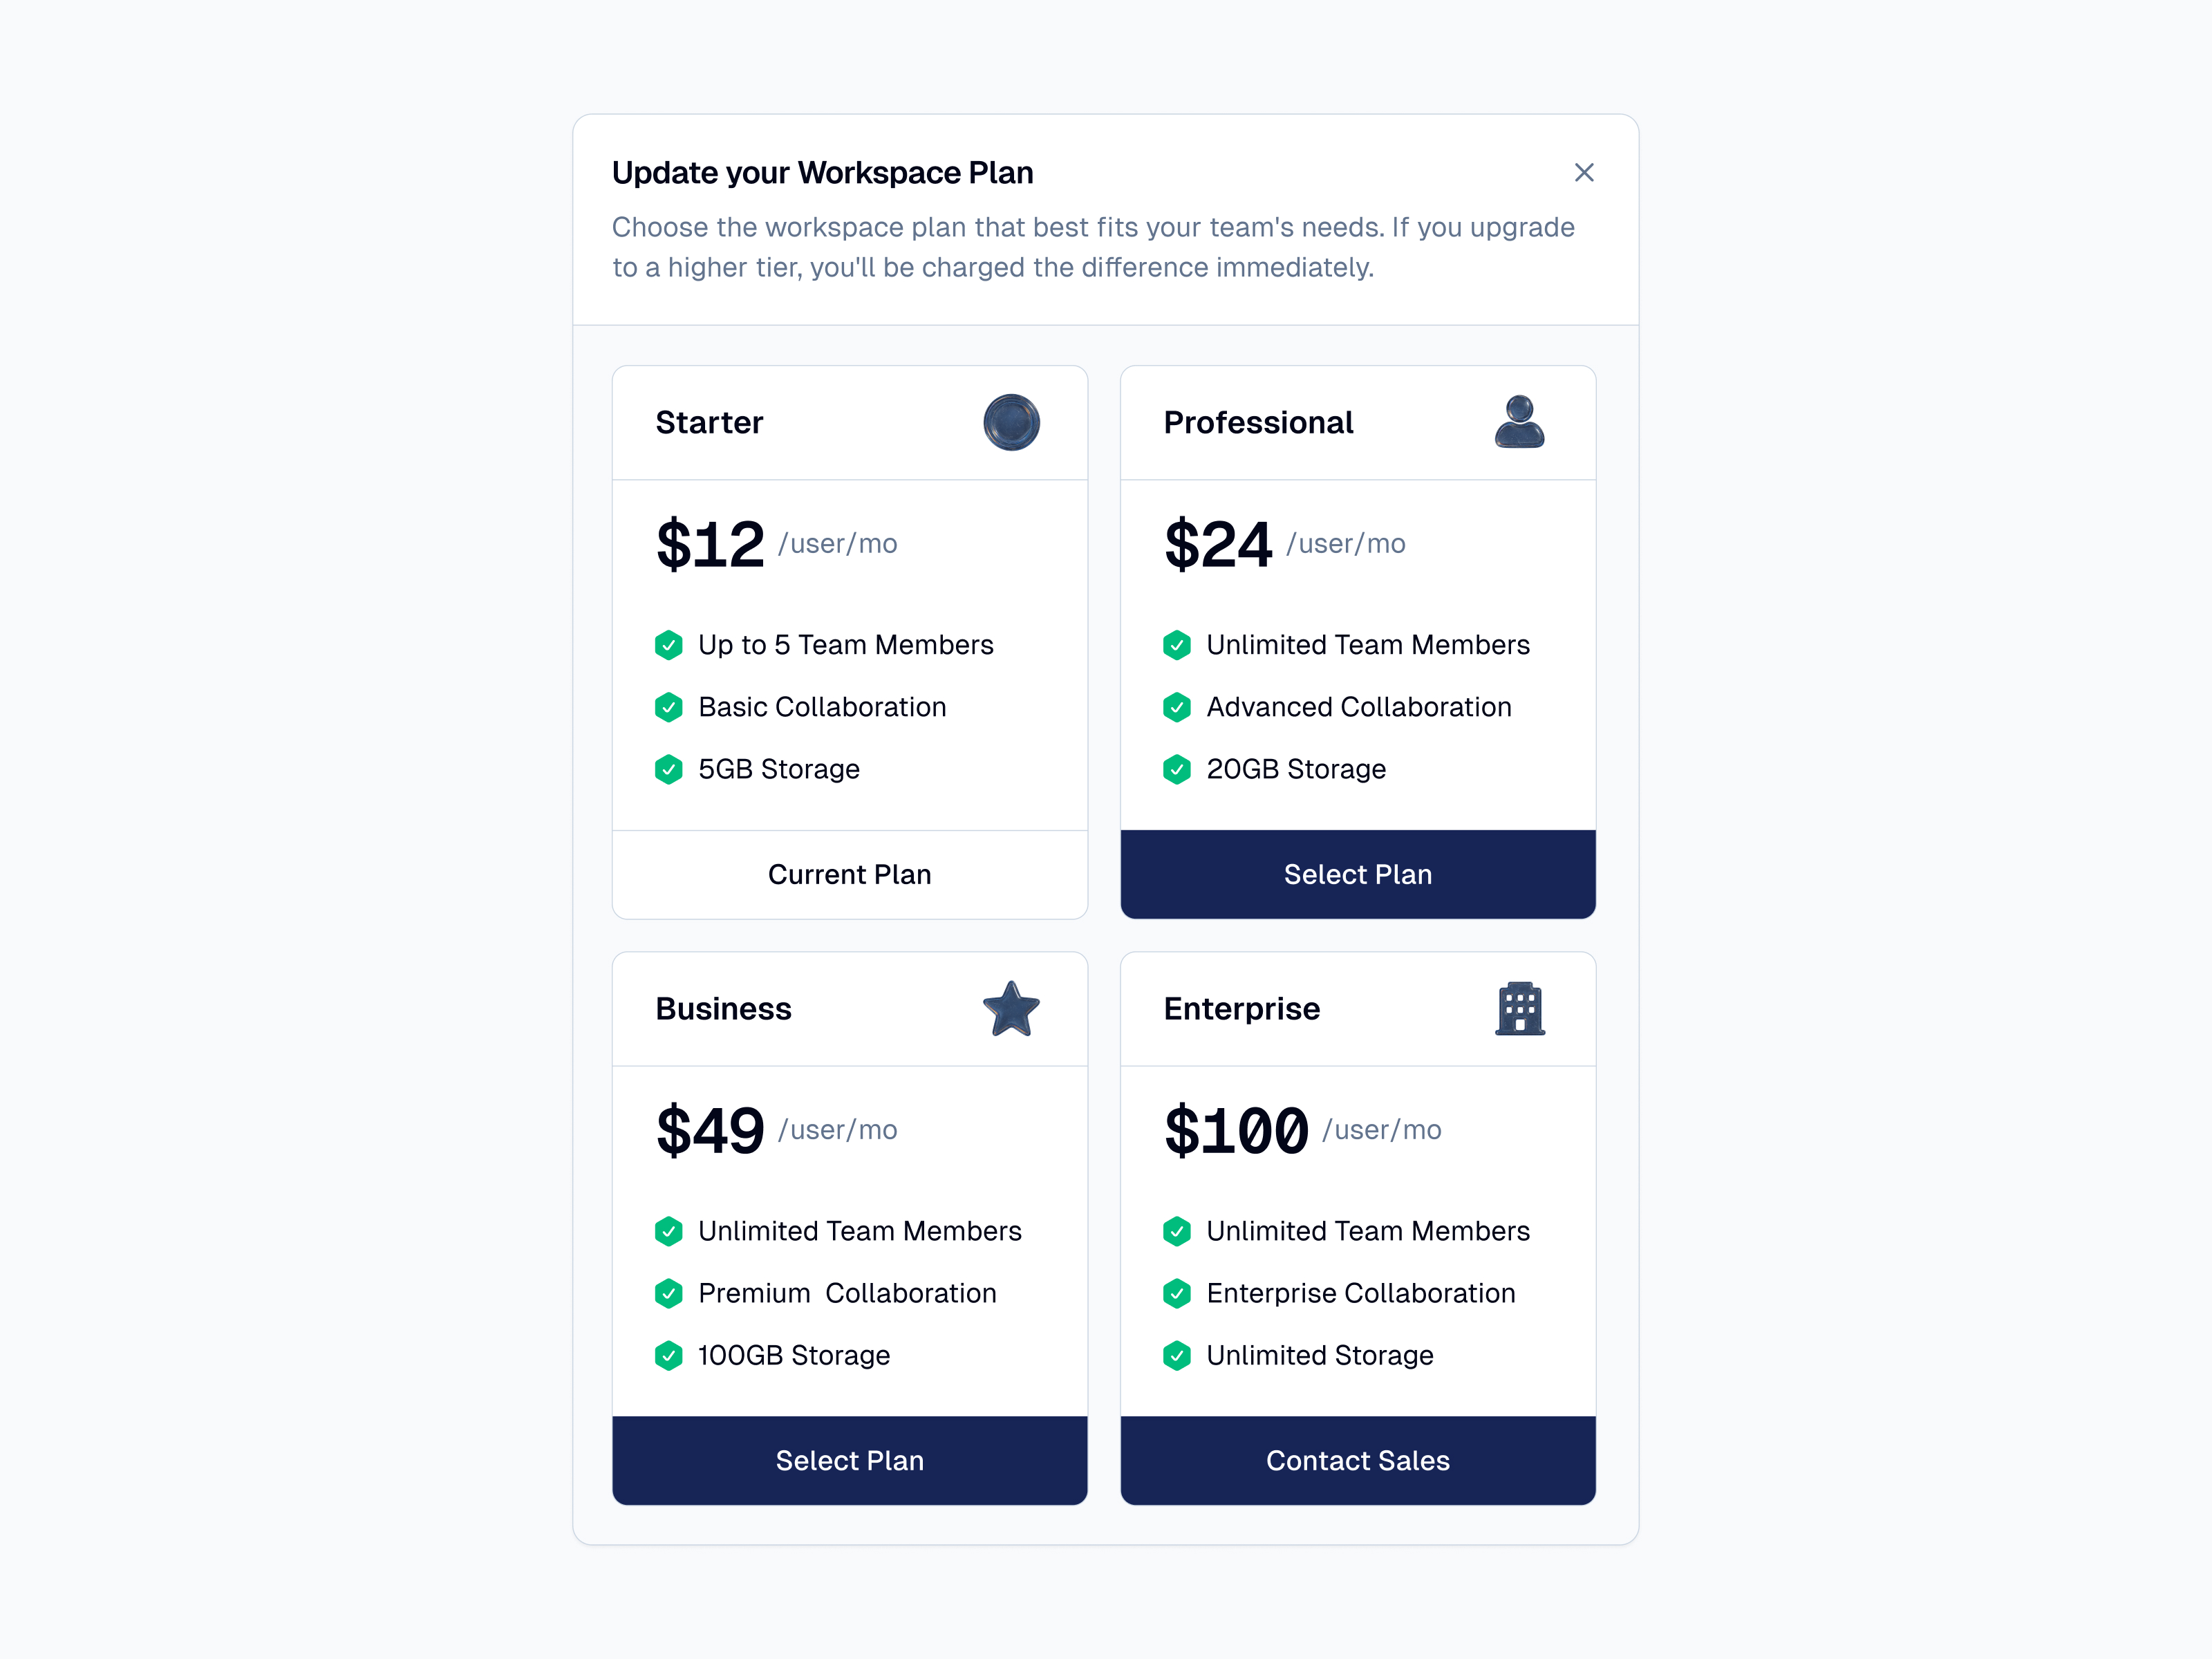 Update your Workspace Plan
Choose the workspace plan that best fits your team's needs. If you upgrade
to a higher tier, you'll be charged the difference immediately.
Starter
$12 /user/mo
Up to 5 Team Members
Basic Collaboration
5GB Storage
Current Plan
Professional
$24 /user/mo
Unlimited Team Members
Advanced Collaboration
20GB Storage
Select Plan
Business
$49 /user/mo
Unlimited Team Members
Premium  Collaboration
100GB Storage
Select Plan
Enterprise
$100 /user/mo
Unlimited Team Members
Enterprise Collaboration
Unlimited Storage
Contact Sales